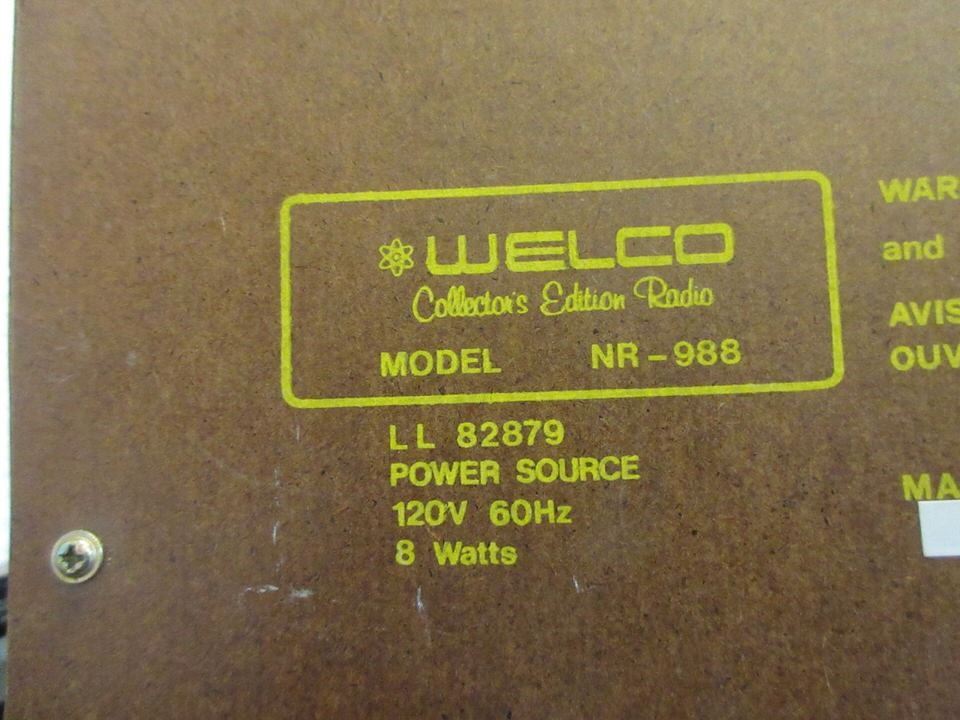 WELCO
Collector's Edition Radio
MODEL NR-988
LL 82879
POWER SOURCE
120V 60Hz
8 Watts
WAR
and
AVIS
OUV
MA